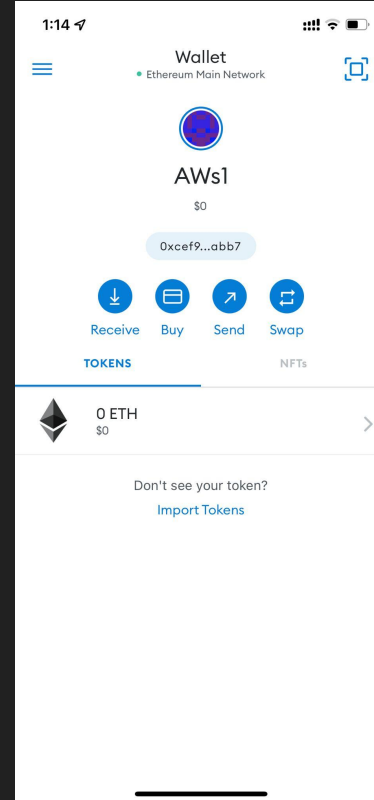 1:14
Wallet
Ethereum Main Network
AWs1
$0
0xcef9...abb7
Receive Buy Send Swap
TOKENS NFTs
0 ETH
$0
Don't see your token?
Import Tokens